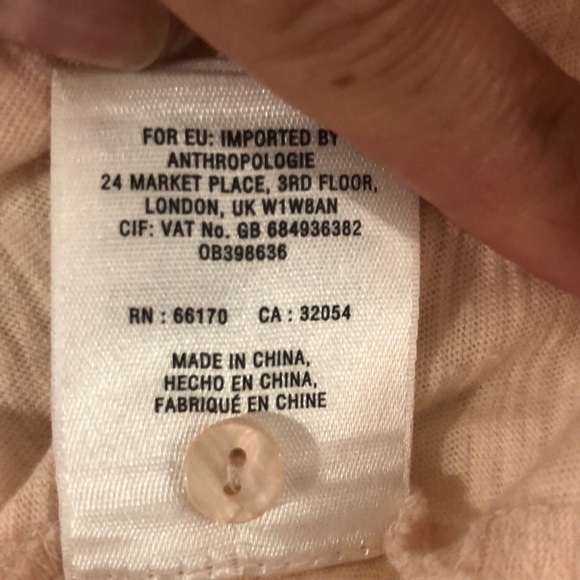 FOR EU: IMPORTED BY
ANTHROPOLOGIE
24 MARKET PLACE, 3RD FLOOR,
LONDON, UK W1W8AN
CIF: VAT No. GB 684936382
OB398636
RN : 66170 CA : 32054
MADE IN CHINA,
HECHO EN CHINA,
FABRIQUÉ EN CHINE